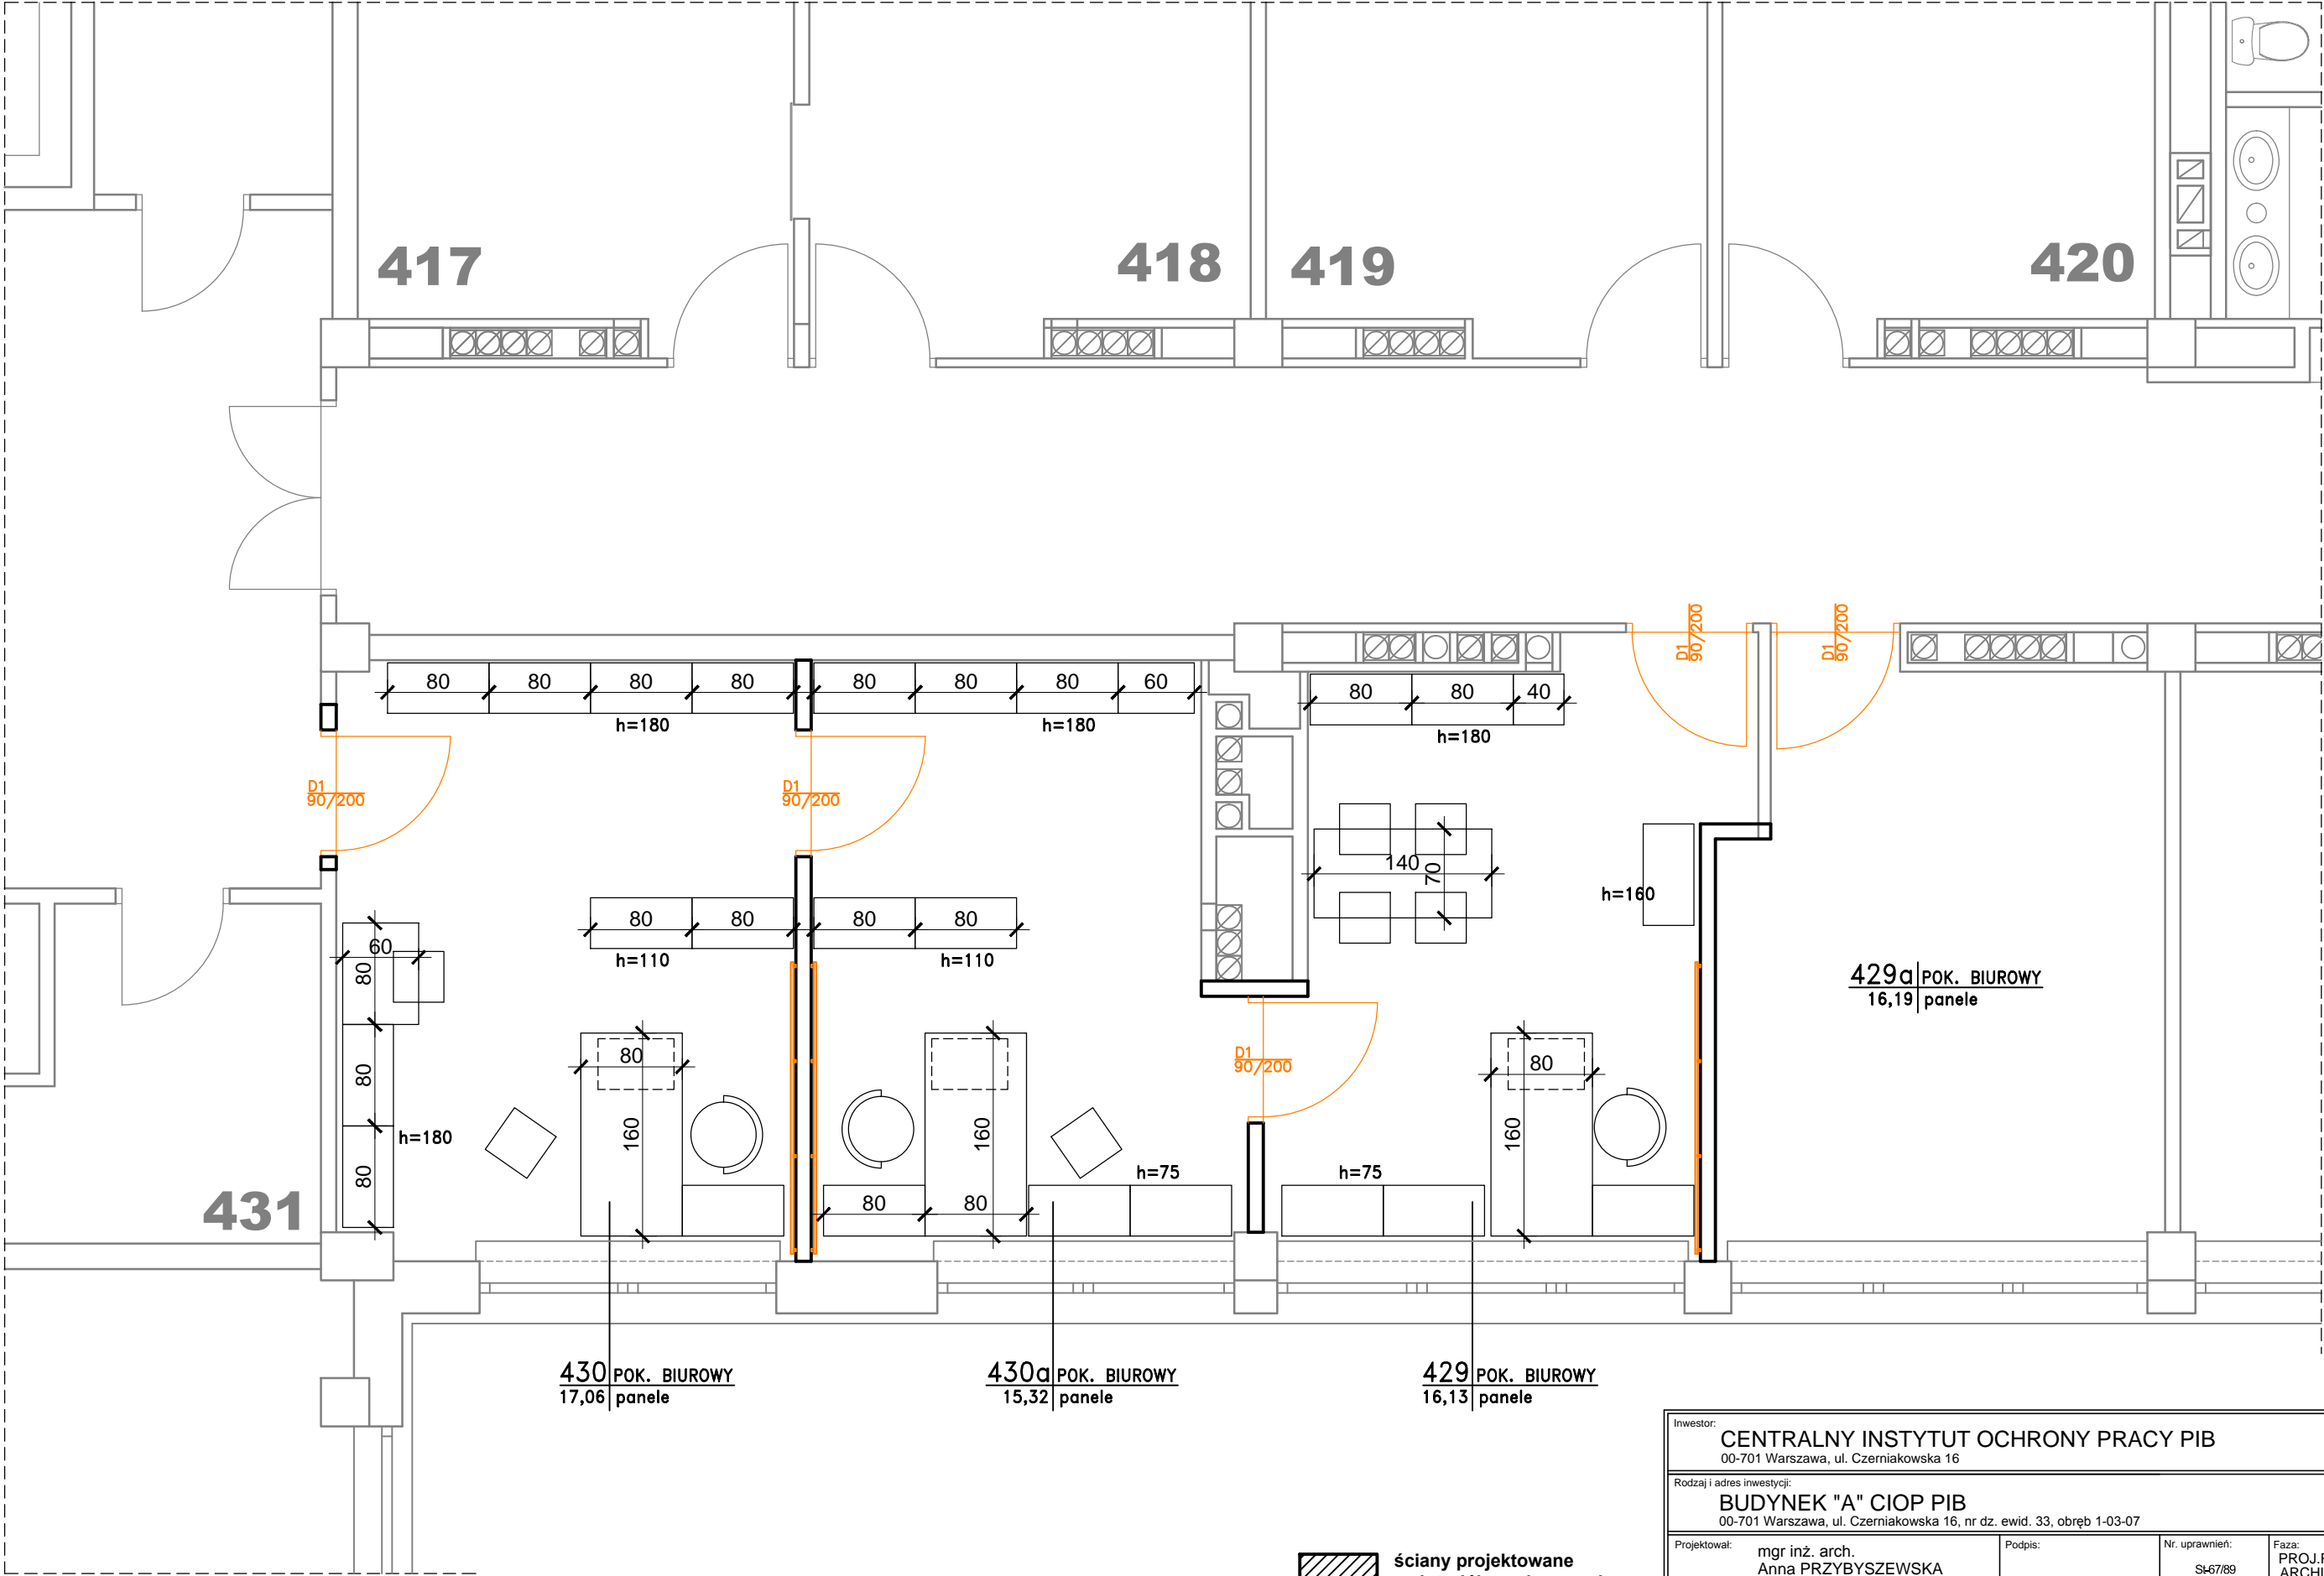 417
418
419
420
D1
90/200
D1
90/200
80
80
80
80
h=180
80
80
80
60
h=180
80
80
40
h=180
D1
90/200
D1
90/200
140
70
h=160
60
80
80
80
h=180
80
80
h=110
80
80
h=110
429a POK. BIUROWY
16,19 panele
80
160
160
80
80
h=75
D1
90/200
h=75
80
160
431
430 POK. BIUROWY
17,06 panele
430a POK. BIUROWY
15,32 panele
429 POK. BIUROWY
16,13 panele
Inwestor:
CENTRALNY INSTYTUT OCHRONY PRACY PIB
00-701 Warszawa, ul. Czerniakowska 16
Rodzaj i adres inwestycji:
BUDYNEK "A" CIOP PIB
00-701 Warszawa, ul. Czerniakowska 16, nr dz. ewid. 33, obręb 1-03-07
Projektował:
mgr inż. arch.
Anna PRZYBYSZEWSKA
Podpis:
Nr. uprawnień:
St-67/89
Faza:
ściany projektowane